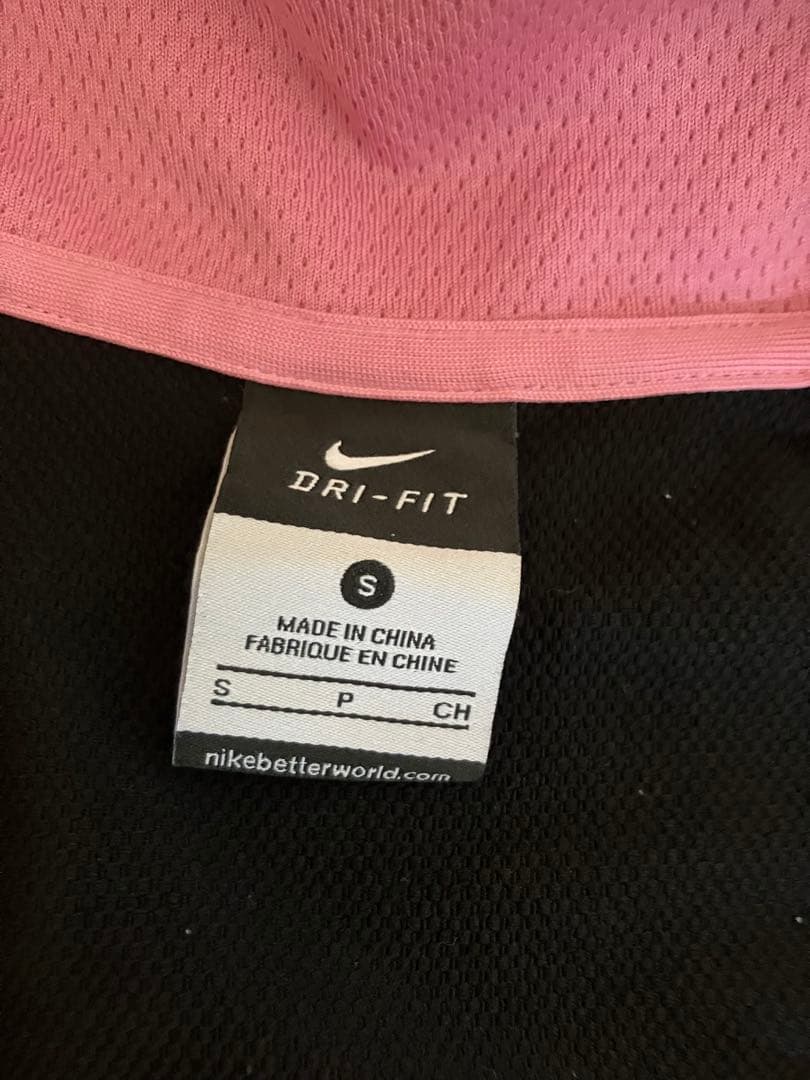 DRI-FIT
S
MADE IN CHINA
FABRIQUE EN CHINE
S P CH
nikebetterworld.com